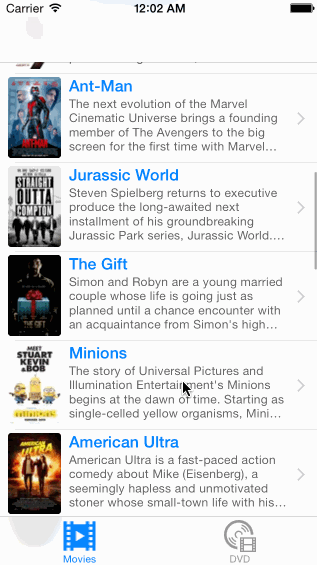 Carrier
12:02 AM
Ant-Man
The next evolution of the Marvel
Cinematic Universe brings a founding
member of The Avengers to the big
screen for the first time with Marvel...
STRAIGHT
OUTTA
COMPTON
Jurassic World
Steven Spielberg returns to executive
produce the long-awaited next
installment of his groundbreaking
Jurassic Park series, Jurassic World....
THE GIFT
The Gift
Simon and Robyn are a young married
couple whose life is going just as
planned until a chance encounter with
an acquaintance from Simon's high...
MEET
STUART
KEVIN
&BOB
Minions
The story of Universal Pictures and
Illumination Entertainment's Minions
begins at the dawn of time. Starting as
single-celled yellow organisms, Mini...
AMERICAN
ULTRA
American Ultra
American Ultra is a fast-paced action
comedy about Mike (Eisenberg), a
seemingly hapless and unmotivated
stoner whose small-town life with his...
Movies
DVD